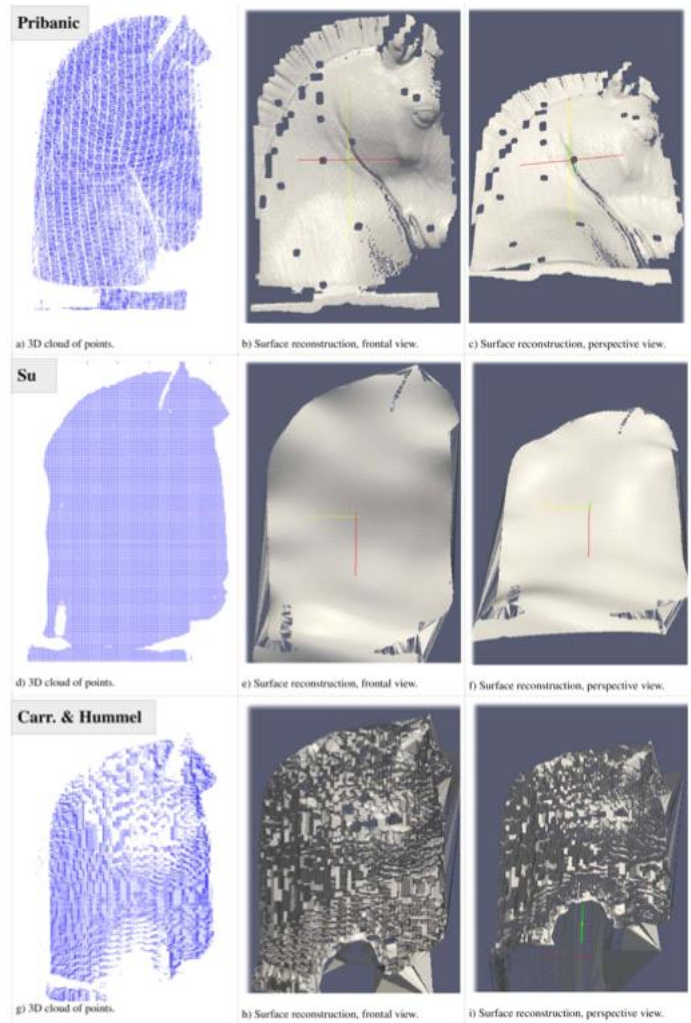 Pribanic
a) 3D cloud of points.
b) Surface reconstruction, frontal view.
c) Surface reconstruction, perspective view.
Su
d) 3D cloud of points.
e) Surface reconstruction, frontal view.
f) Surface reconstruction, perspective view.
Carr. & Hummel
g) 3D cloud of points.
h) Surface reconstruction, frontal view.
i) Surface reconstruction, perspective view.